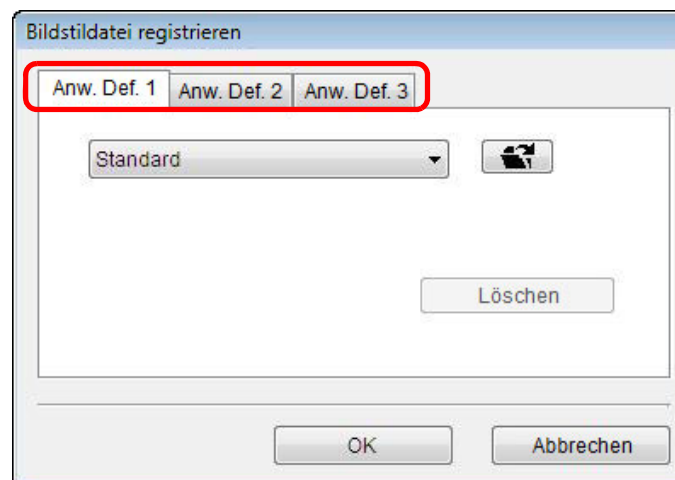 Bildstildatei registrieren
Anw. Def. 1 Anw. Def. 2 Anw. Def. 3
Standard
Löschen
OK Abbrechen